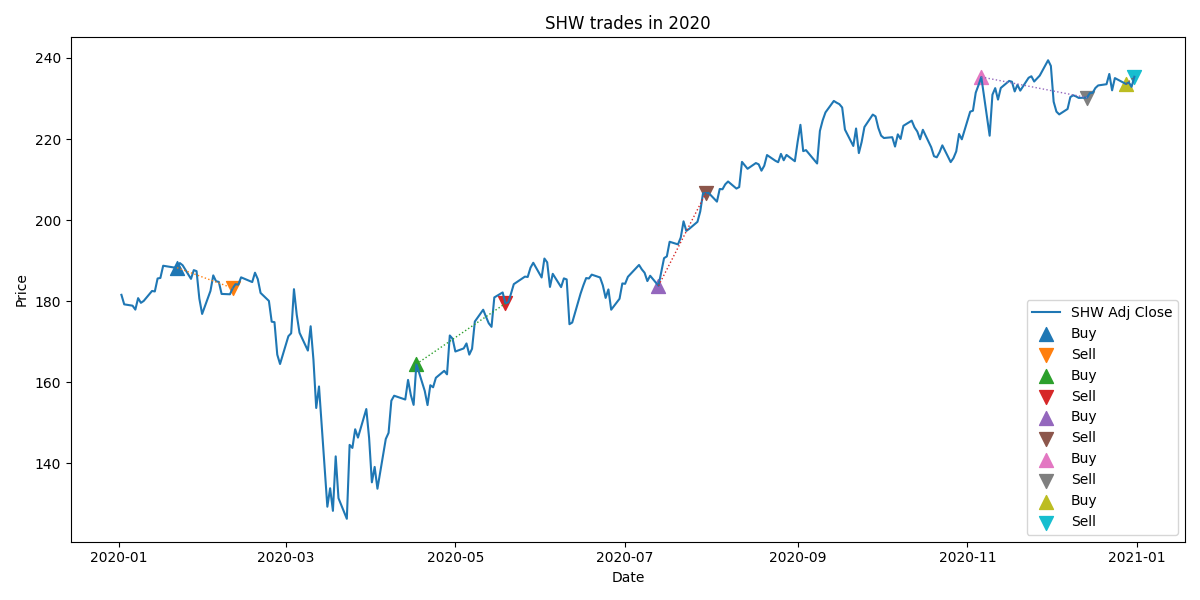 SHW trades in 2020
240
220
200
180
160
140
Price
2020-01
2020-03
2020-05
2020-07
2020-09
2020-11
2021-01
Date
SHW Adj Close
Buy
Sell
Buy
Sell
Buy
Sell
Buy
Sell
Buy
Sell